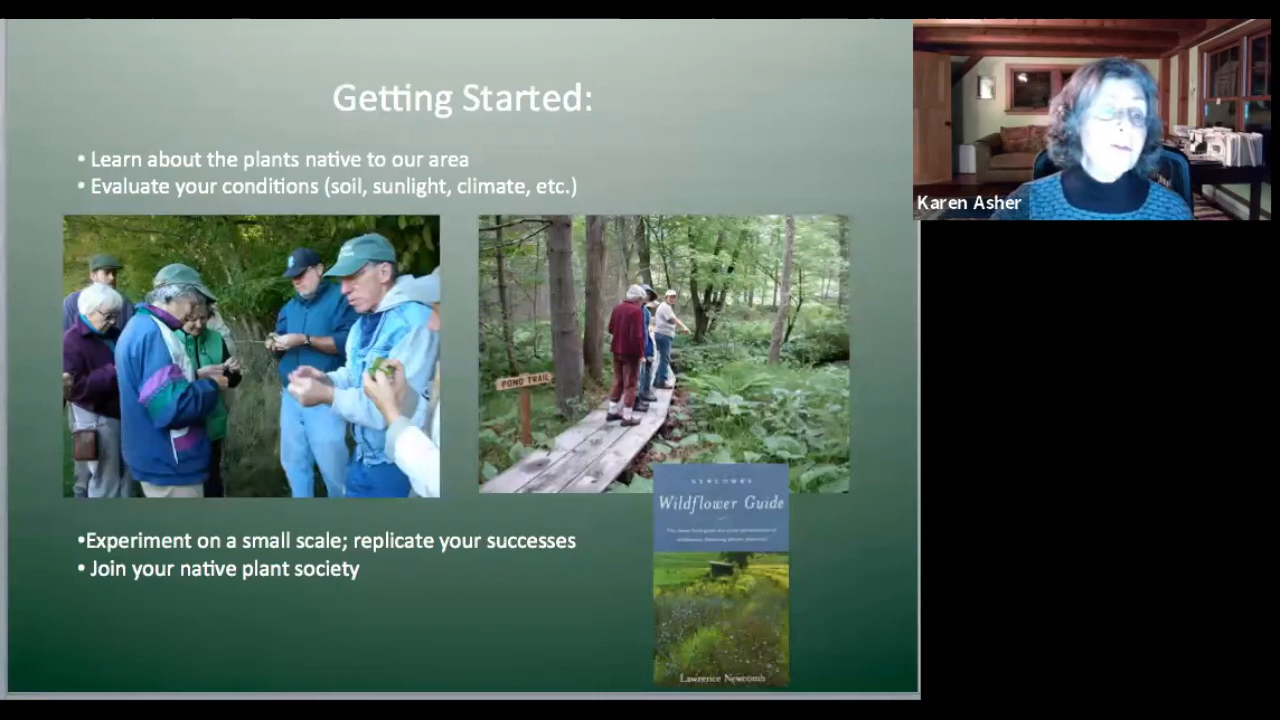 Getting Started:
• Learn about the plants native to our area
• Evaluate your conditions (soil, sunlight, climate, etc.)
Karen Asher
POND TRAIL
NEWCOMB'S
Wildflower Guide
•Experiment on a small scale; replicate your successes
• Join your native plant society
Lawrence Newcomb